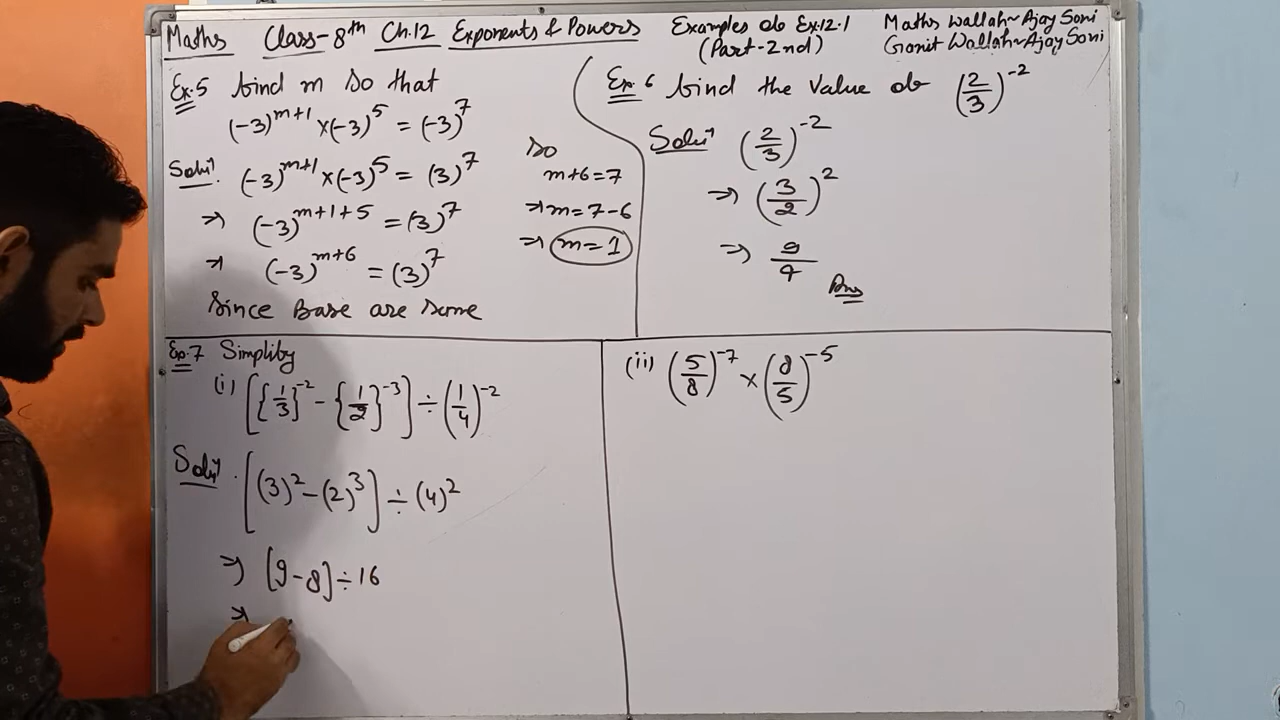 Maths Class-8th Ch.12 Exponents & Powers Examples of Ex.12.1 Maths Wallah~Ajay Soni
(Part-2nd) Ganit Wallah~Ajay Soni
Ex.5 find m so that
(-3)^{m+1} × (-3)^5 = (-3)^7
Solu^n. (-3)^{m+1} × (-3)^5 = (3)^7
⇒ (-3)^{m+1+5} = (3)^7
⇒ (-3)^{m+6} = (3)^7
Since Base are same
so
m+6=7
⇒ m=7-6
⇒ m=1
Ex.6 find the value of (2/3)^{-2}
Solu^n (2/3)^{-2}
⇒ (3/2)^2
⇒ 9/4
Ans
Ex.7 Simplify
(i) [{1/3}^{-2} - {1/2}^{-3}] ÷ (1/4)^{-2}
Solu^n. [(3)^2 - (2)^3] ÷ (4)^2
⇒ [9-8] ÷ 16
⇒
(ii) (5/8)^{-7} × (8/5)^{-5}